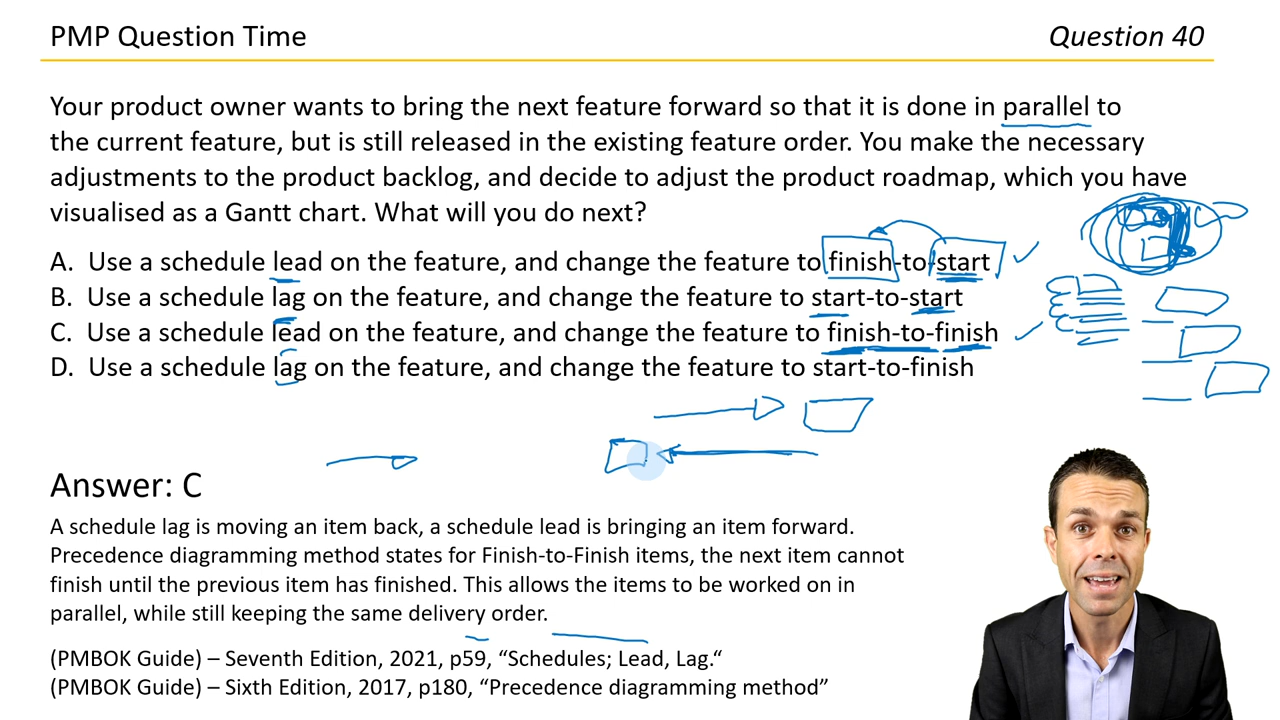 PMP Question Time
Question 40
Your product owner wants to bring the next feature forward so that it is done in parallel to
the current feature, but is still released in the existing feature order. You make the necessary
adjustments to the product backlog, and decide to adjust the product roadmap, which you have
visualised as a Gantt chart. What will you do next?
A. Use a schedule lead on the feature, and change the feature to finish-to-start
B. Use a schedule lag on the feature, and change the feature to start-to-start
C. Use a schedule lead on the feature, and change the feature to finish-to-finish
D. Use a schedule lag on the feature, and change the feature to start-to-finish
Answer: C
A schedule lag is moving an item back, a schedule lead is bringing an item forward.
Precedence diagramming method states for Finish-to-Finish items, the next item cannot
finish until the previous item has finished. This allows the items to be worked on in
parallel, while still keeping the same delivery order.
(PMBOK Guide) – Seventh Edition, 2021, p59, “Schedules; Lead, Lag.“
(PMBOK Guide) – Sixth Edition, 2017, p180, “Precedence diagramming method”